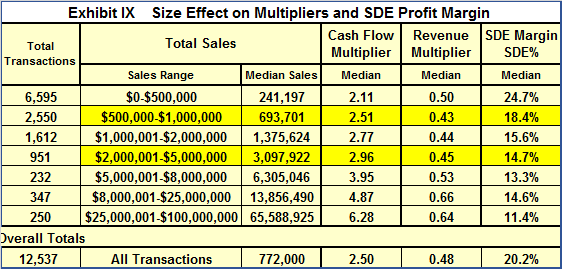 Exhibit IX Size Effect on Multipliers and SDE Profit Margin
Total Transactions Total Sales Cash Flow Multiplier Revenue Multiplier SDE Margin SDE%
Sales Range Median Sales Median Median Median
6,595 $0-$500,000 241,197 2.11 0.50 24.7%
2,550 $500,000-$1,000,000 693,701 2.51 0.43 18.4%
1,612 $1,000,001-$2,000,000 1,375,624 2.77 0.44 15.6%
951 $2,000,001-$5,000,000 3,097,922 2.96 0.45 14.7%
232 $5,000,001-$8,000,000 6,305,046 3.95 0.53 13.3%
347 $8,000,001-$25,000,000 13,856,490 4.87 0.66 14.6%
250 $25,000,001-$100,000,000 65,588,925 6.28 0.64 11.4%
Overall Totals
12,537 All Transactions 772,000 2.50 0.48 20.2%